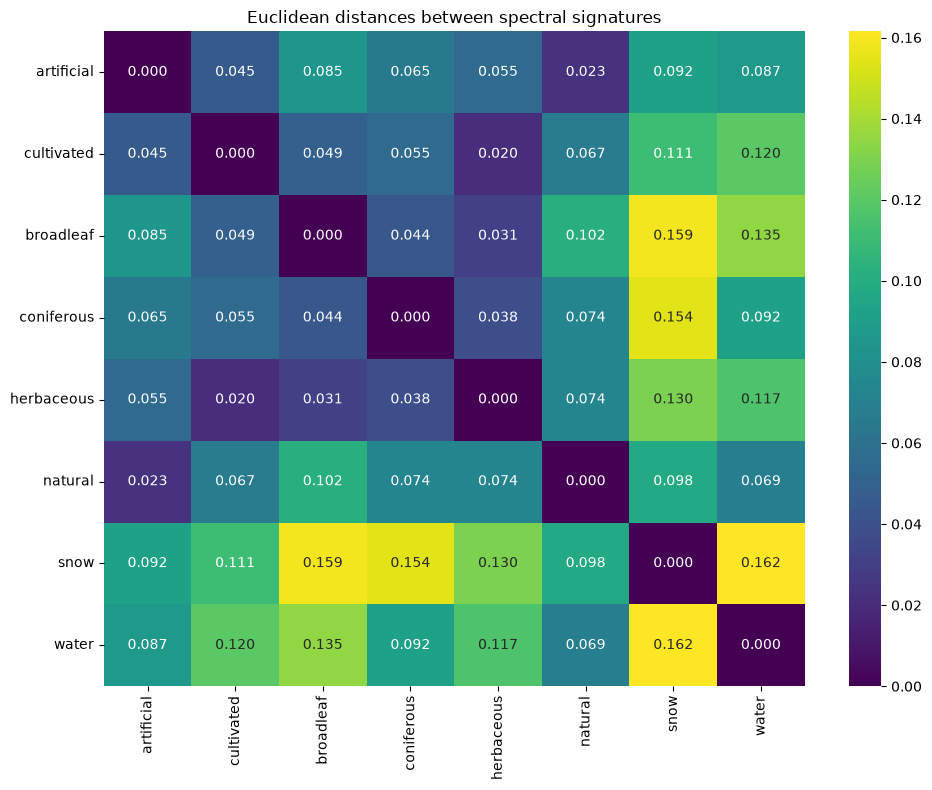 Euclidean distances between spectral signatures
artificial 0.000 0.045 0.085 0.065 0.055 0.023 0.092 0.087
cultivated 0.045 0.000 0.049 0.055 0.020 0.067 0.111 0.120
broadleaf 0.085 0.049 0.000 0.044 0.031 0.102 0.159 0.135
coniferous 0.065 0.055 0.044 0.000 0.038 0.074 0.154 0.092
herbaceous 0.055 0.020 0.031 0.038 0.000 0.074 0.130 0.117
natural 0.023 0.067 0.102 0.074 0.074 0.000 0.098 0.069
snow 0.092 0.111 0.159 0.154 0.130 0.098 0.000 0.162
water 0.087 0.120 0.135 0.092 0.117 0.069 0.162 0.000
artificial cultivated broadleaf coniferous herbaceous natural snow water
0.16
0.14
0.12
0.10
0.08
0.06
0.04
0.02
0.00